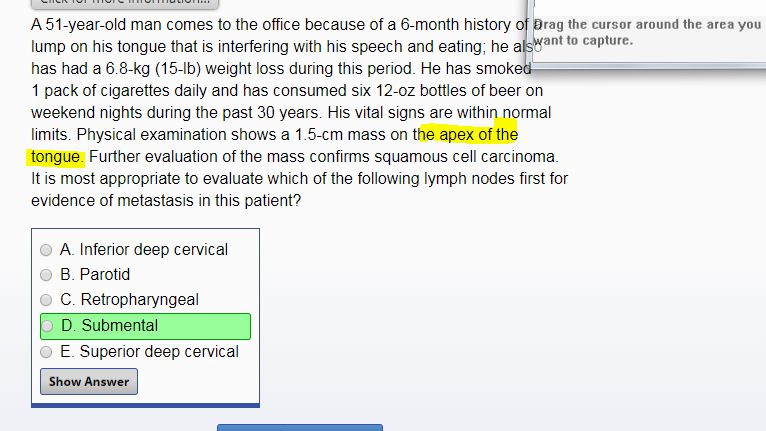 A 51-year-old man comes to the office because of a 6-month history of
Drag the cursor around the area you
lump on his tongue that is interfering with his speech and eating; he also
want to capture.
has had a 6.8-kg (15-lb) weight loss during this period. He has smoked
1 pack of cigarettes daily and has consumed six 12-oz bottles of beer on
weekend nights during the past 30 years. His vital signs are within normal
limits. Physical examination shows a 1.5-cm mass on the apex of the
tongue. Further evaluation of the mass confirms squamous cell carcinoma.
It is most appropriate to evaluate which of the following lymph nodes first for
evidence of metastasis in this patient?
A. Inferior deep cervical
B. Parotid
C. Retropharyngeal
D. Submental
E. Superior deep cervical
Show Answer